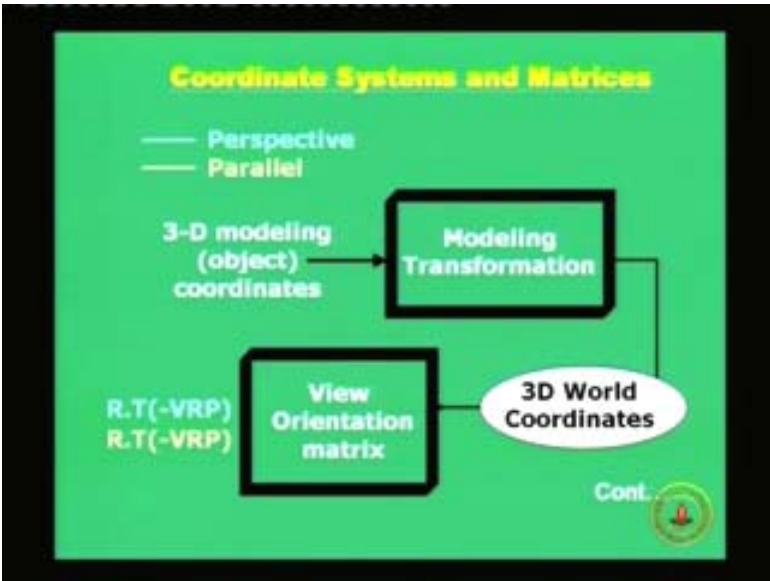 Coordinate Systems and Matrices
Perspective
Parallel
3-D modeling
(object)
coordinates
Modeling
Transformation
3D World
Coordinates
View
Orientation
matrix
R.T(-VRP)
R.T(-VRP)
Cont..